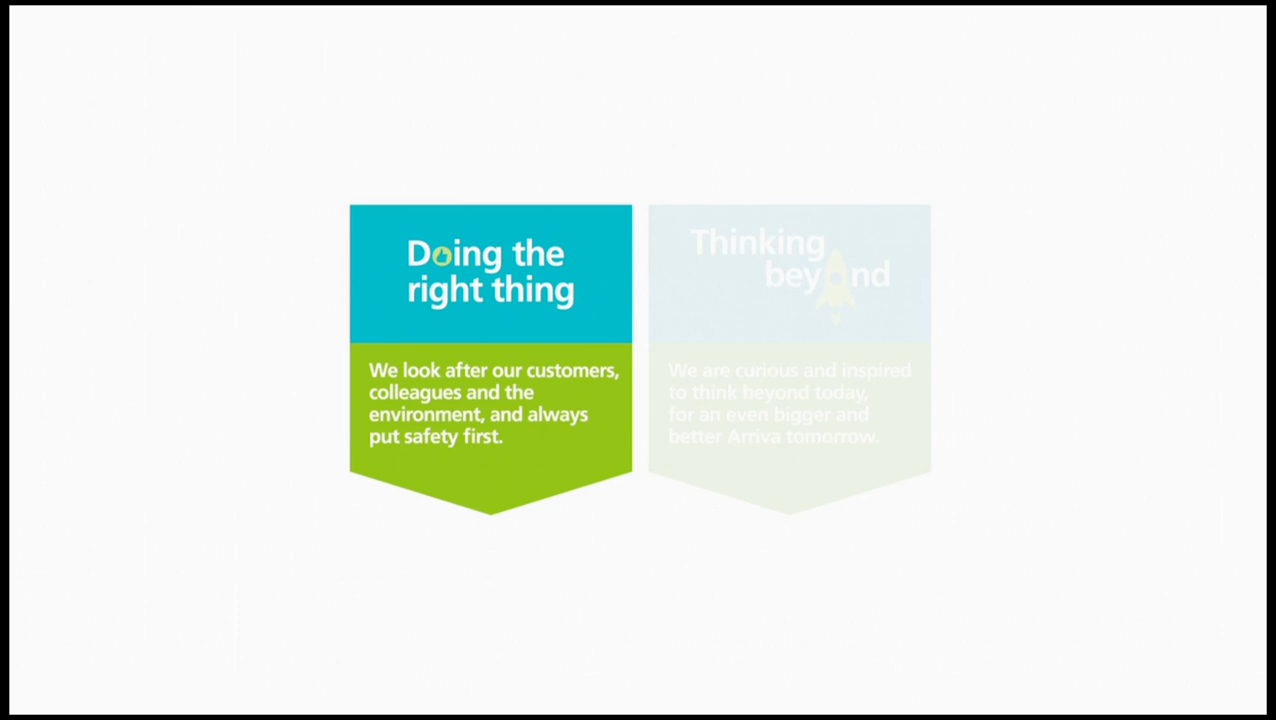 Doing the
right thing
We look after our customers,
colleagues and the
environment, and always
put safety first.
Thinking
beyond
We are curious and inspired
to think beyond today,
for an even bigger and
better Arriva tomorrow.